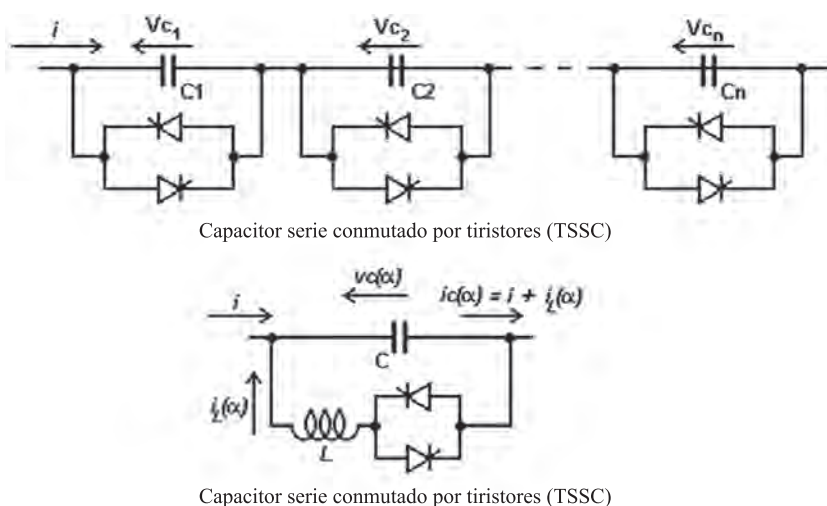 i Vc1 Vc2 Vcn
C1 C2 Cn
Capacitor serie conmutado por tiristores (TSSC)
vc(α)
i ic(α) = i + iL(α)
C
iL(α)
L
Capacitor serie conmutado por tiristores (TSSC)